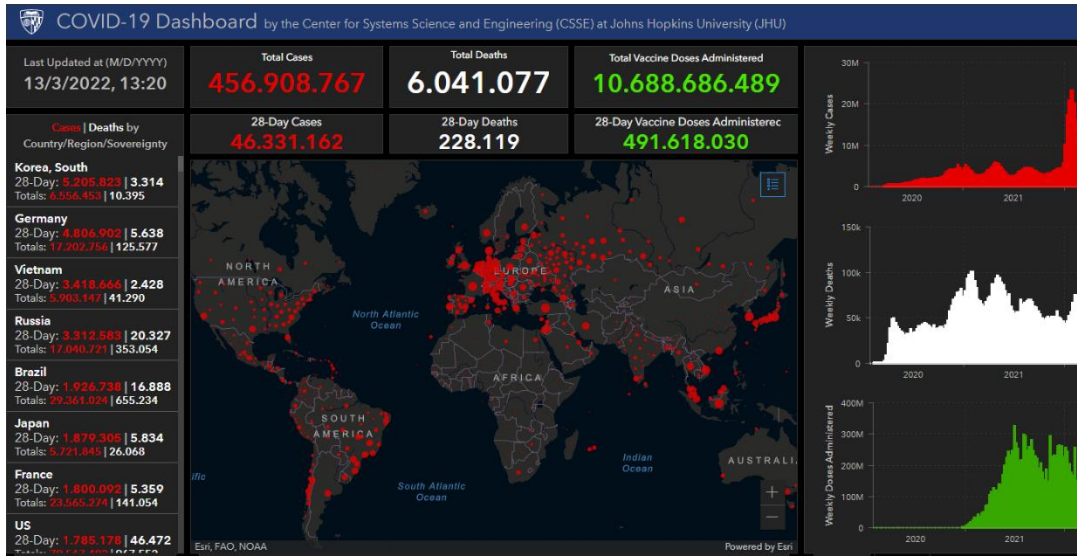 COVID-19 Dashboard by the Center for Systems Science and Engineering (CSSE) at Johns Hopkins University (JHU)
Last Updated at (M/D/YYYY)
13/3/2022, 13:20
Total Cases
456.908.767
Total Deaths
6.041.077
Total Vaccine Doses Administered
10.688.686.489
28-Day Cases
46.331.162
28-Day Deaths
228.119
28-Day Vaccine Doses Administerec
491.618.030
Cases | Deaths by
Country/Region/Sovereignty
Korea, South
28-Day: 5.205.823 | 3.314
Totals: 6.556.453 | 10.395
Germany
28-Day: 4.806.902 | 5.638
Totals: 17.202.756 | 125.577
Vietnam
28-Day: 3.418.666 | 2.428
Totals: 5.903.147 | 41.290
Russia
28-Day: 3.312.583 | 20.327
Totals: 17.040.721 | 353.054
Brazil
28-Day: 1.926.738 | 16.888
Totals: 29.361.024 | 655.234
Japan
28-Day: 1.879.305 | 5.834
Totals: 5.721.845 | 26.068
France
28-Day: 1.800.092 | 5.359
Totals: 23.565.274 | 141.054
US
28-Day: 1.785.178 | 46.472
NORTH
AMERICA
EUROPE
ASIA
North Atlantic
Ocean
AFRICA
SOUTH
AMERICA
Indian
Ocean
AUSTRALI
ific
South Atlantic
Ocean
+
−
Esri, FAO, NOAA
Powered by Esri
Weekly Cases
30M
20M
10M
0
2020
2021
Weekly Deaths
150k
100k
50k
0
2020
2021
Weekly Doses Administered
400M
300M
200M
100M
0
2020
2021